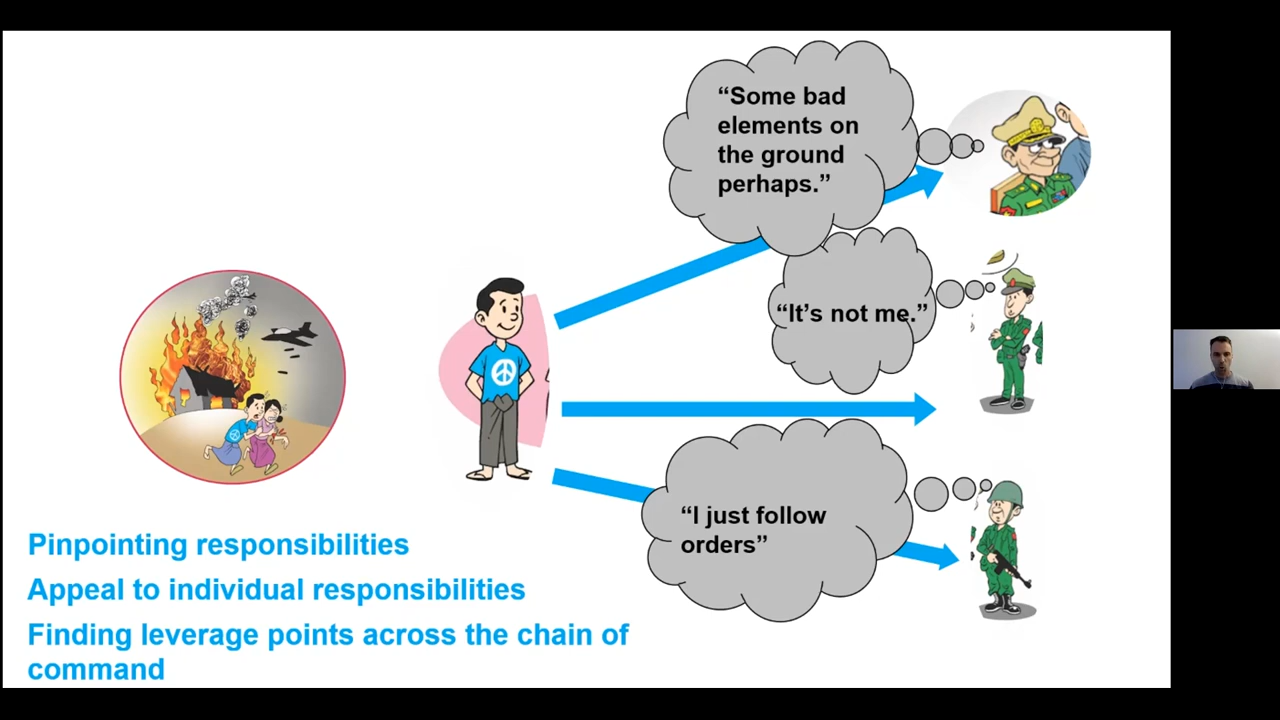 “Some bad
elements on
the ground
perhaps.”
“It’s not me.”
“I just follow
orders”
Pinpointing responsibilities
Appeal to individual responsibilities
Finding leverage points across the chain of
command